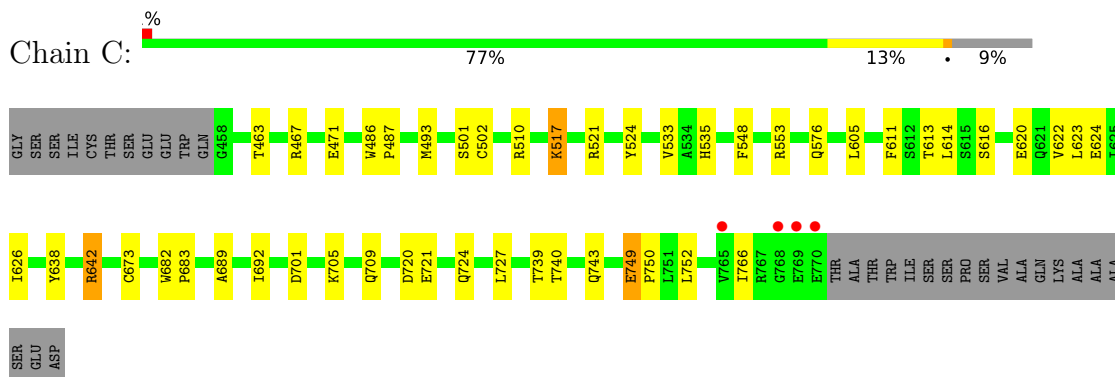 .%
Chain C:
77% 13% • 9%
GLY SER SER ILE CYS THR SER GLU GLU TRP GLN G458 T463 R467 E471 W486 P487 M493 S501 C502 R510 K517 R521 Y524 V533 A534 H535 F548 R553 Q576 L605 F611 S612 T613 L614 S615 S616 E620 Q621 V622 L623 E624 I625
I626 Y638 R642 C673 W682 P683 A689 I692 D701 K705 Q709 D720 E721 Q724 L727 T739 T740 Q743 E749 P750 L751 L752 V765 I766 R767 G768 E769 E770 THR ALA THR THR TRP ILE SER SER PRO SER VAL ALA GLN LYS ALA ALA ALA
SER GLU ASP